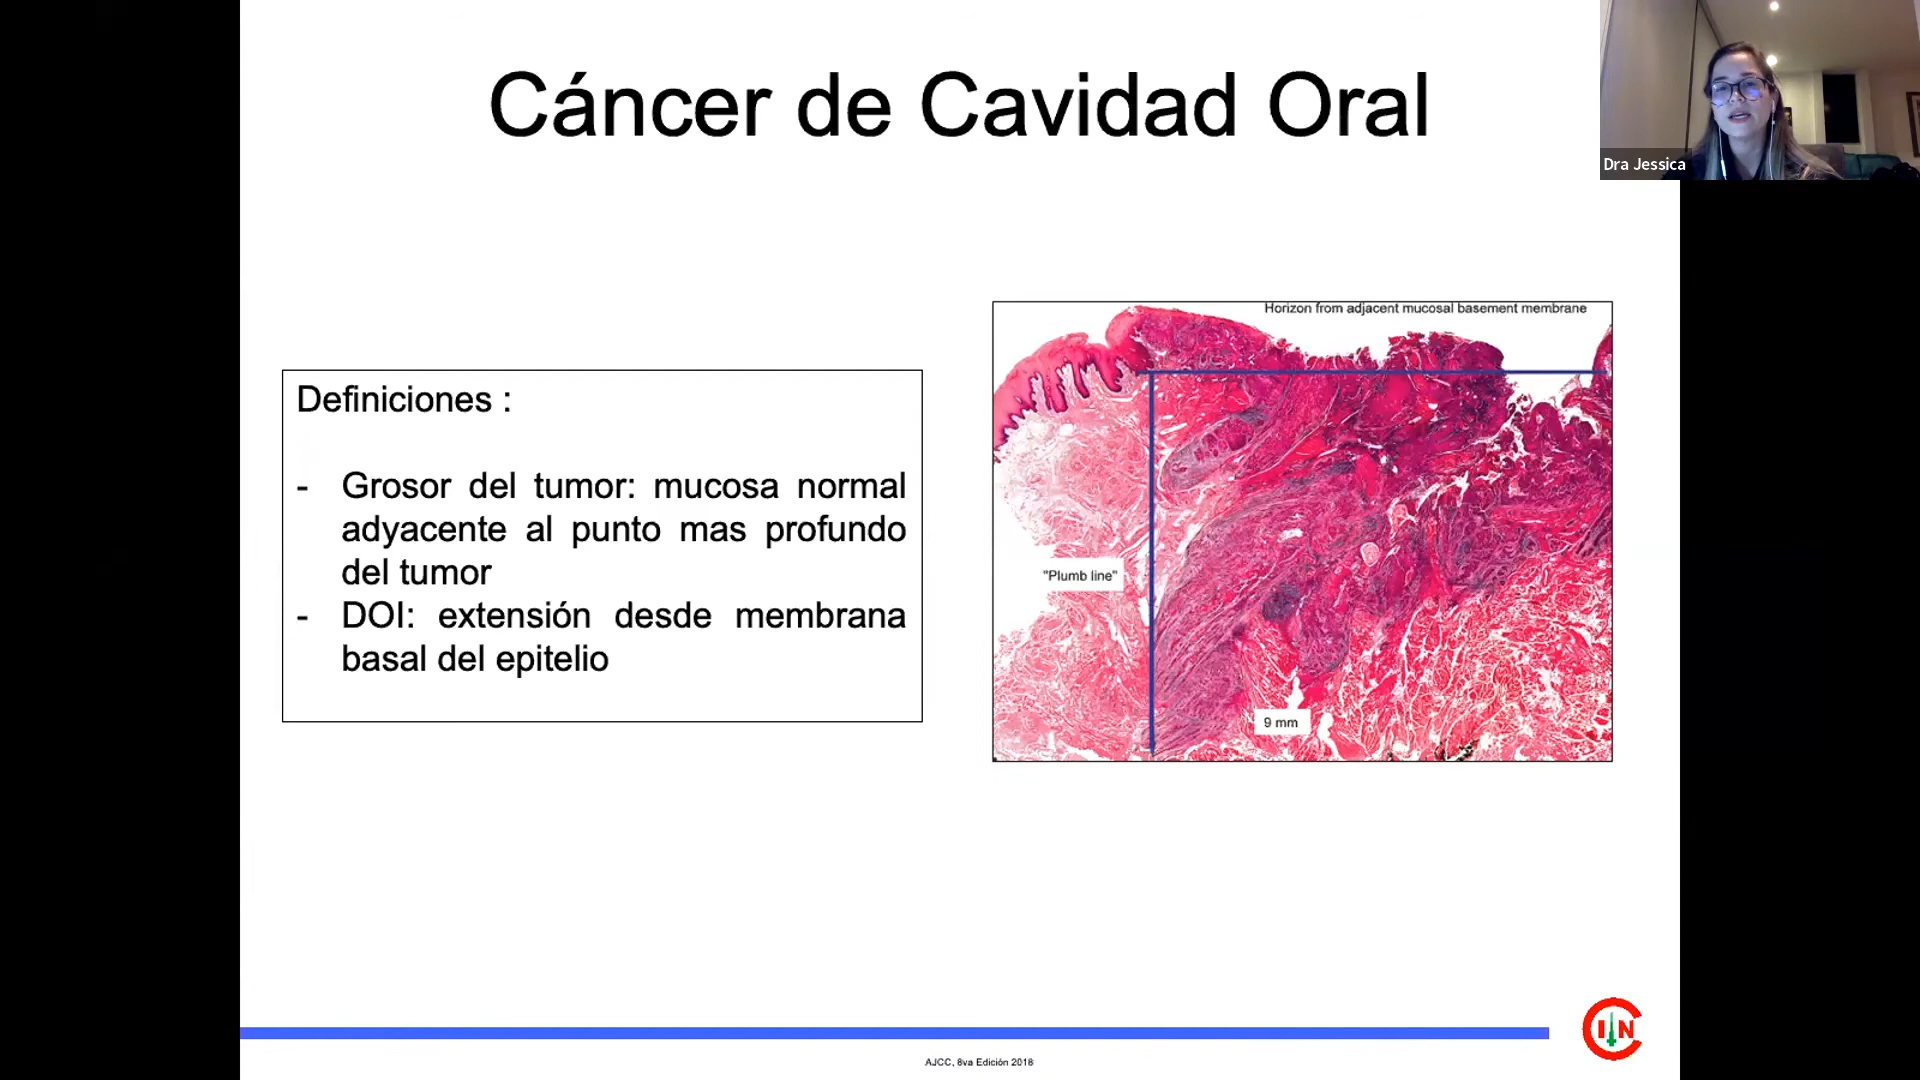 Cáncer de Cavidad Oral
Dra Jessica
Definiciones :
- Grosor del tumor: mucosa normal
adyacente al punto mas profundo
del tumor
- DOI: extensión desde membrana
basal del epitelio
Horizon from adjacent mucosal basement membrane
"Plumb line"
9 mm
AJCC, 8va Edición 2018
C I N